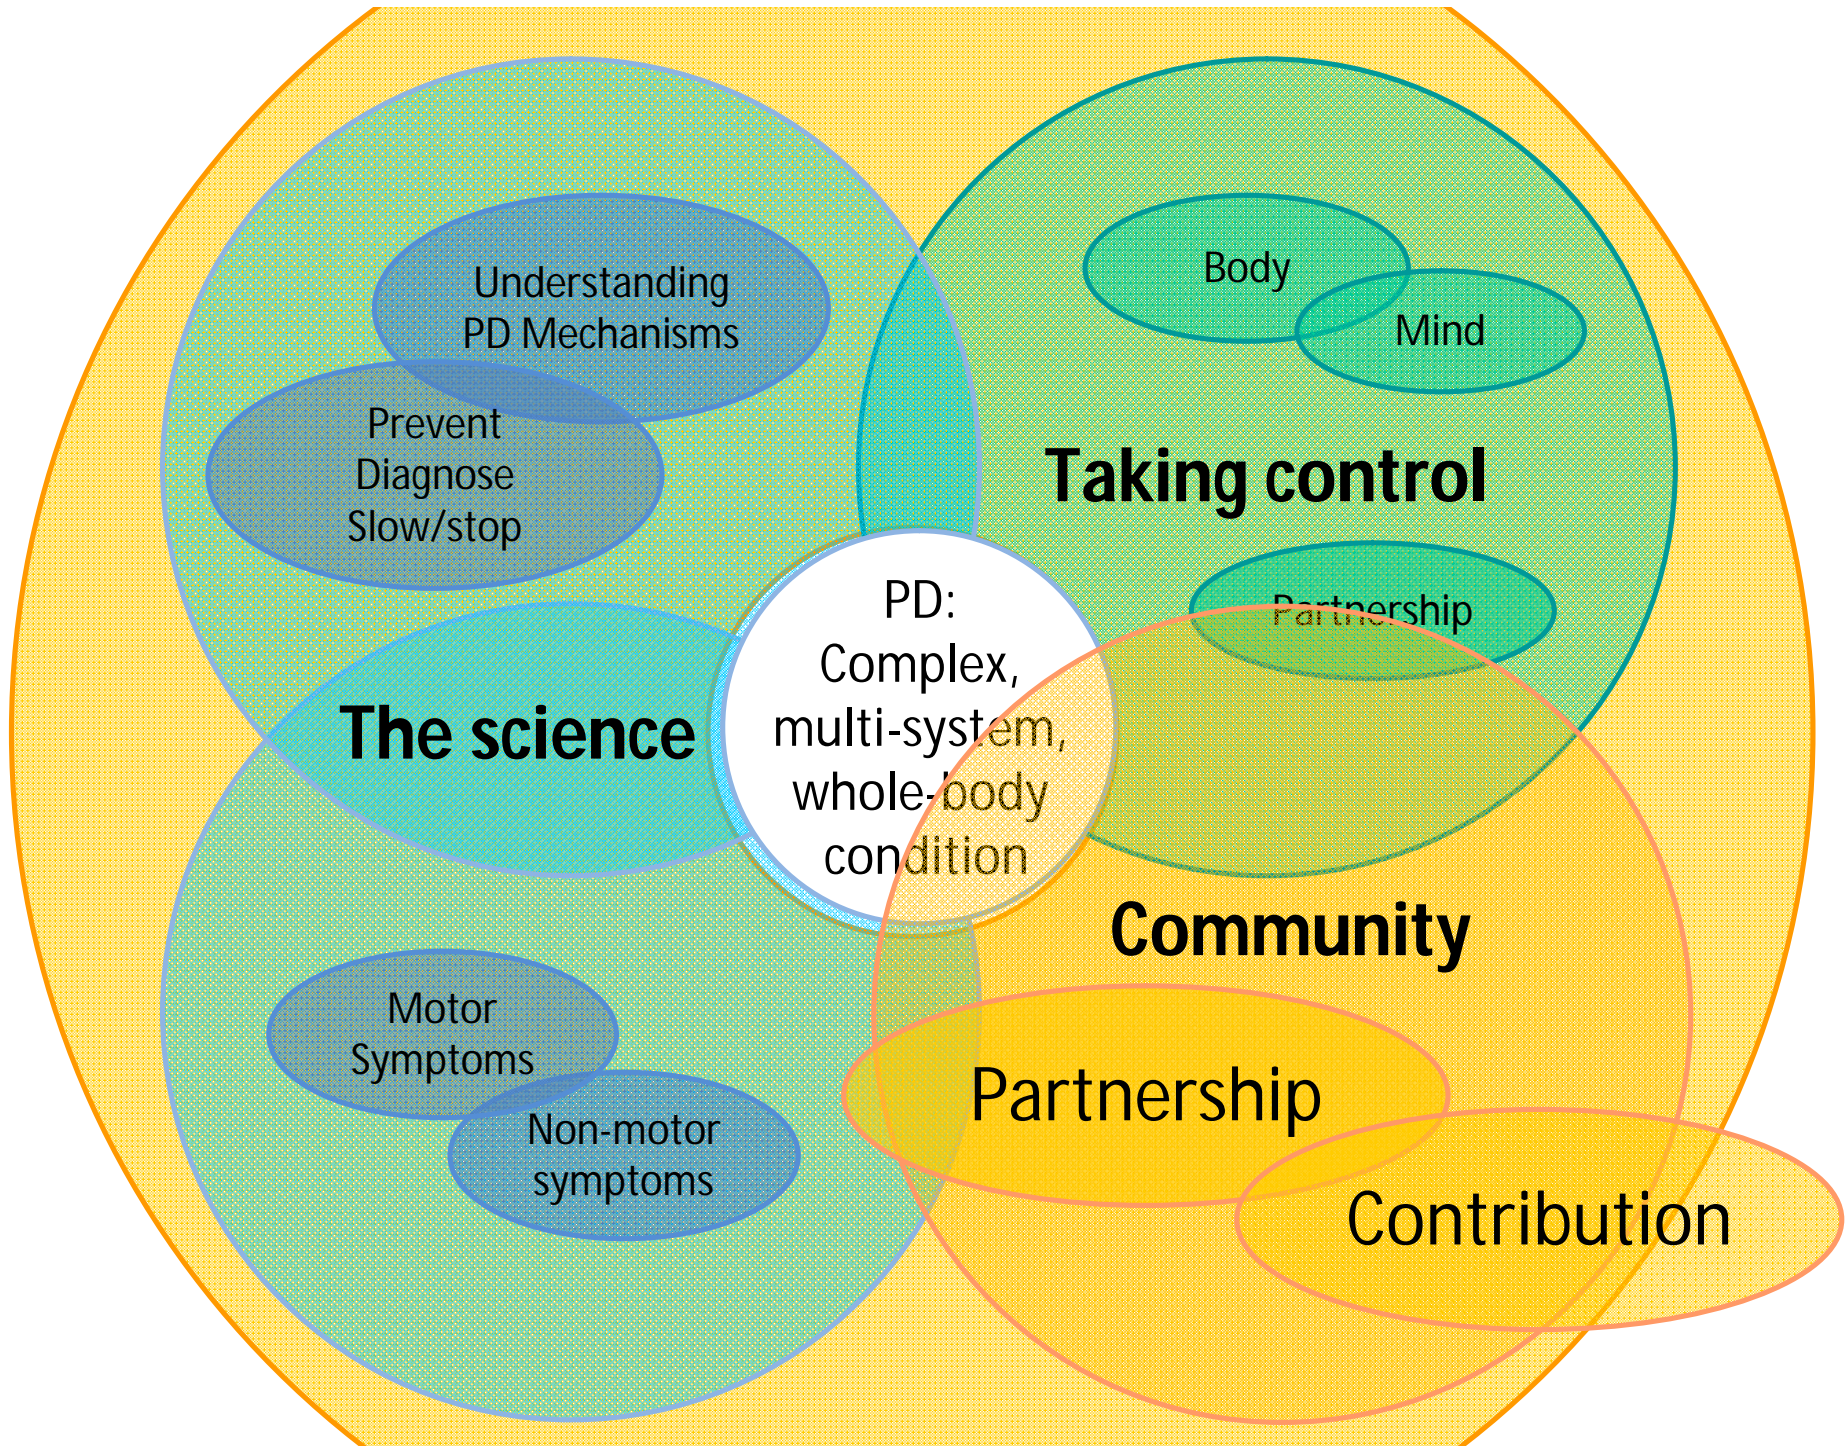 Understanding
PD Mechanisms
Prevent
Diagnose
Slow/stop
Body
Mind
Taking control
Partnership
PD:
Complex,
multi-system,
whole-body
condition
The science
Community
Motor
Symptoms
Non-motor
symptoms
Partnership
Contribution